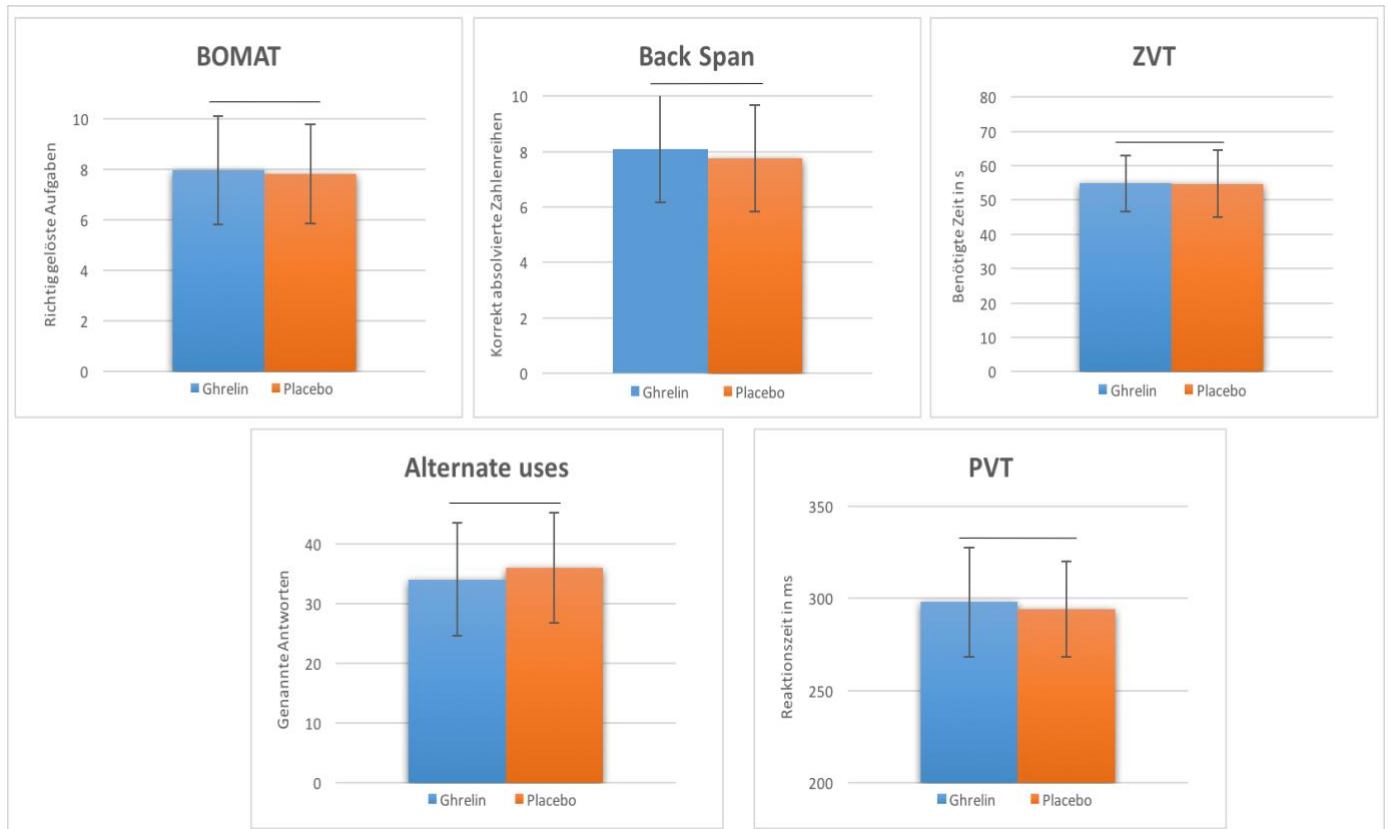 BOMAT
Richtig gelöste Aufgaben
10
8
6
4
2
0
Ghrelin Placebo
Back Span
Korrekt absolvierte Zahlenreihen
10
8
6
4
2
0
Ghrelin Placebo
ZVT
Benötigte Zeit in s
80
70
60
50
40
30
20
10
0
Ghrelin Placebo
Alternate uses
Genannte Antworten
40
30
20
10
0
Ghrelin Placebo
PVT
Reaktionszeit in ms
350
300
250
200
Ghrelin Placebo